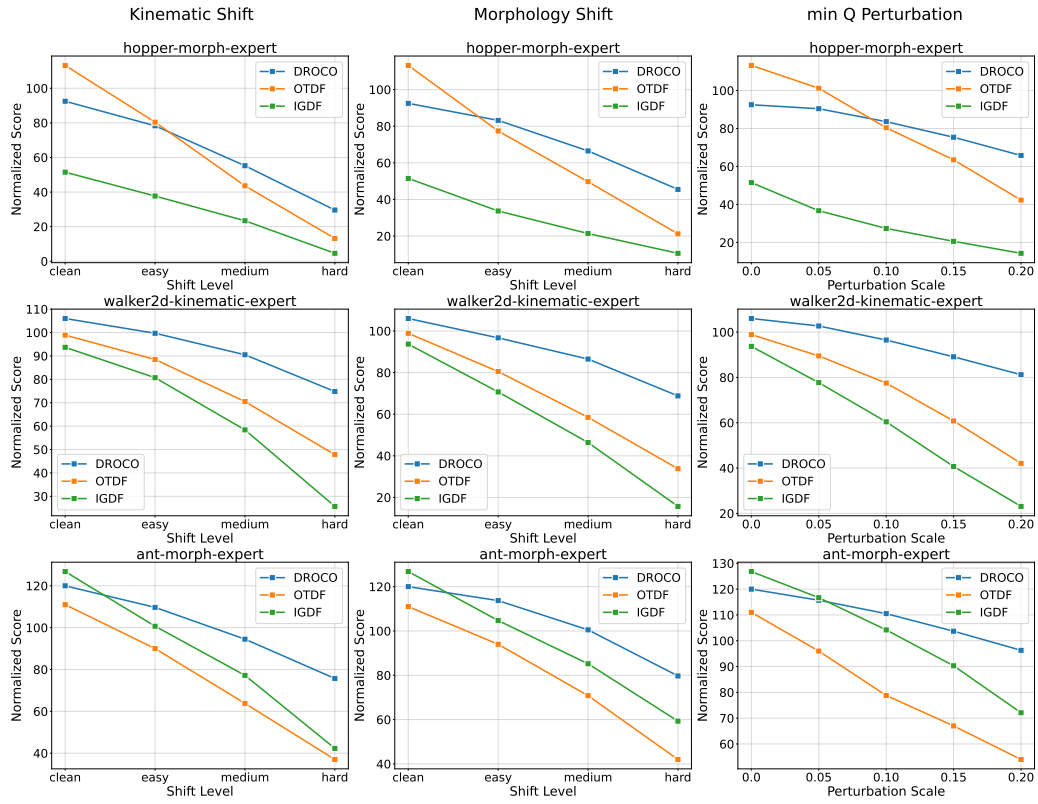 Kinematic Shift
Morphology Shift
min Q Perturbation
hopper-morph-expert
Normalized Score
100
80
60
40
20
0
clean easy medium hard
Shift Level
DROCO
OTDF
IGDF
hopper-morph-expert
Normalized Score
100
80
60
40
20
clean easy medium hard
Shift Level
DROCO
OTDF
IGDF
hopper-morph-expert
Normalized Score
100
80
60
40
20
0.0 0.05 0.10 0.15 0.20
Perturbation Scale
DROCO
OTDF
IGDF
walker2d-kinematic-expert
Normalized Score
110
100
90
80
70
60
50
40
30
clean easy medium hard
Shift Level
DROCO
OTDF
IGDF
walker2d-kinematic-expert
Normalized Score
100
80
60
40
20
clean easy medium hard
Shift Level
DROCO
OTDF
IGDF
walker2d-kinematic-expert
Normalized Score
100
80
60
40
20
0.0 0.05 0.10 0.15 0.20
Perturbation Scale
DROCO
OTDF
IGDF
ant-morph-expert
Normalized Score
120
100
80
60
40
clean easy medium hard
Shift Level
DROCO
OTDF
IGDF
ant-morph-expert
Normalized Score
120
100
80
60
40
clean easy medium hard
Shift Level
DROCO
OTDF
IGDF
ant-morph-expert
Normalized Score
130
120
110
100
90
80
70
60
0.0 0.05 0.10 0.15 0.20
Perturbation Scale
DROCO
OTDF
IGDF